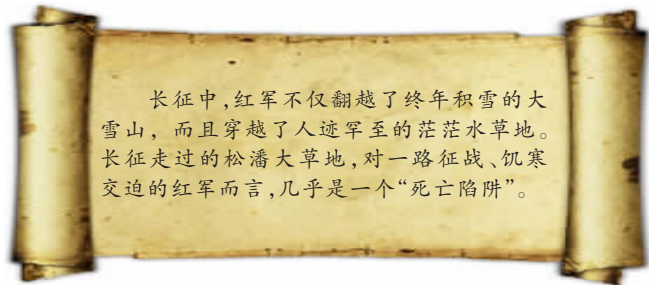 长征中,红军不仅翻越了终年积雪的大
雪山，而且穿越了人迹罕至的茫茫水草地。
长征走过的松潘大草地,对一路征战、饥寒
交迫的红军而言,几乎是一个“死亡陷阱”。